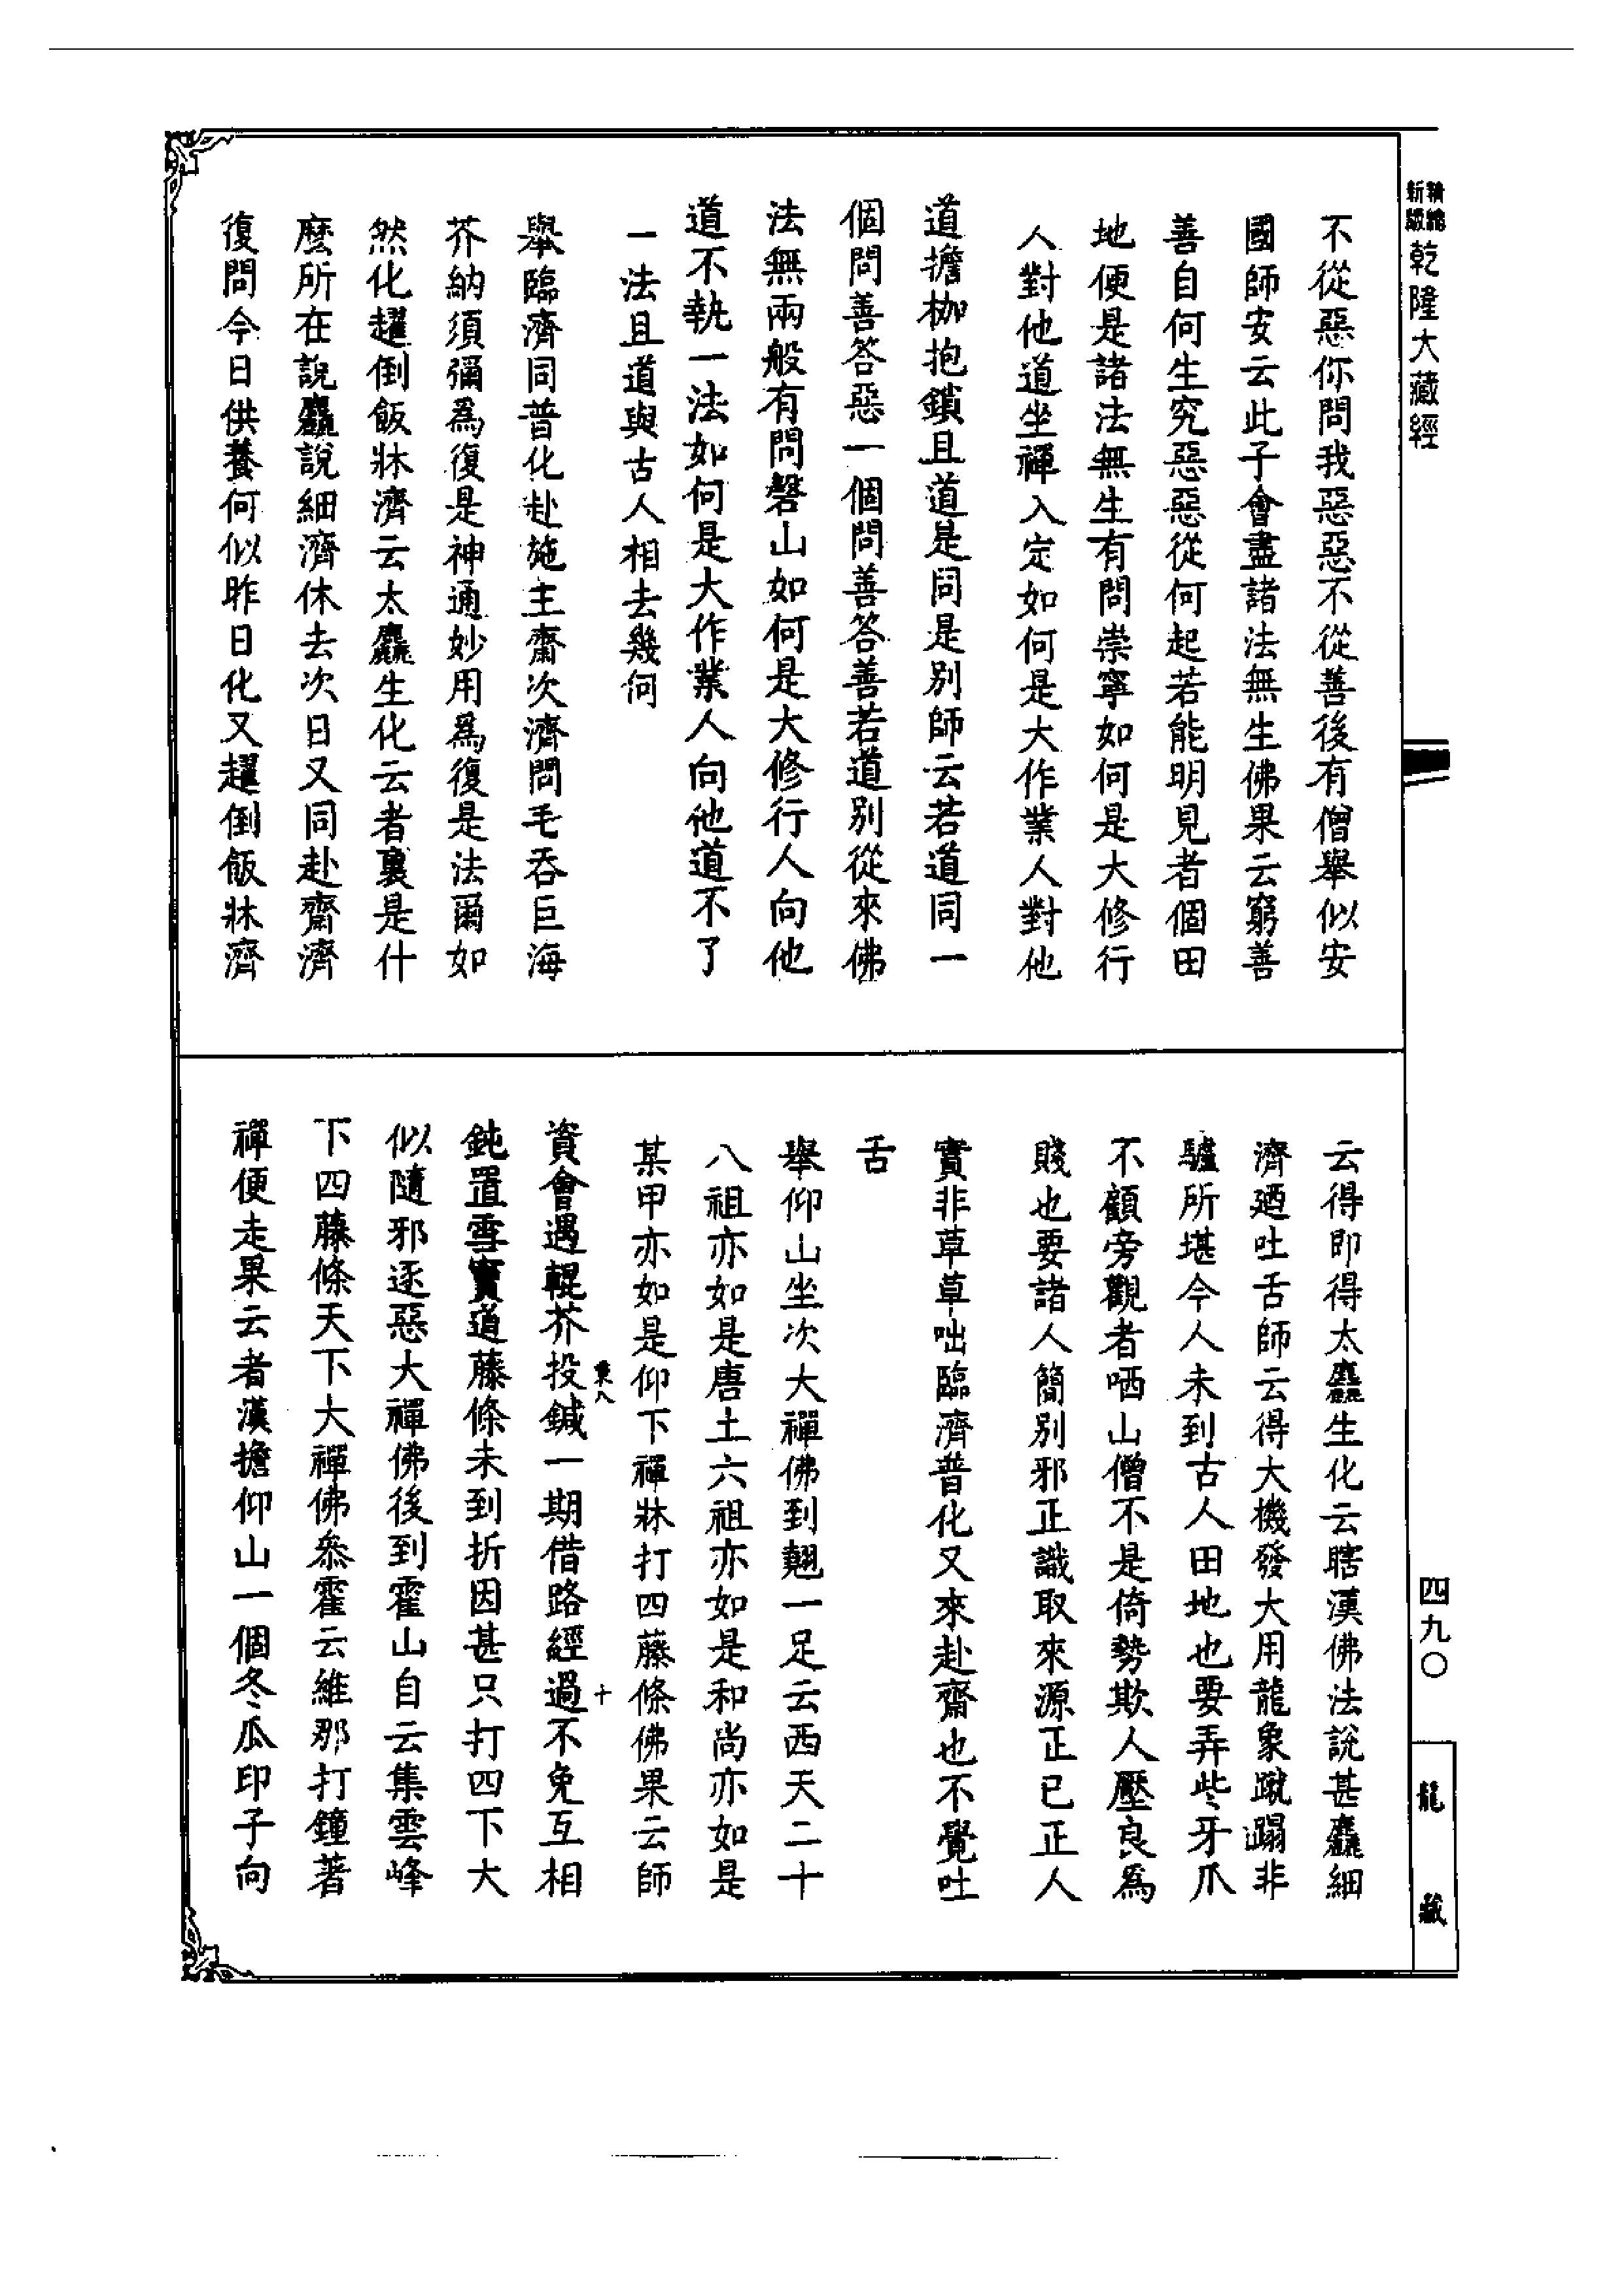 新編
縮版
乾隆大藏經
不從惡你問我惡惡不從善後有僧舉似安
國師安云此子會盡諸法無生佛果云窮善
善自何生究惡惡從何起若能明見者個田
地便是諸法無生有問崇寧如何是大修行
人對他道坐禪入定如何是大作業人對他
道擔枷抱鎖且道是同是別師云若道同一
個問善答惡一個問善答善若道別從來佛
法無兩般有問磬山如何是大修行人向他
道不執一法如何是大作業人向他道不了
一法且道與古人相去幾何
舉臨濟同普化赴施主齋次濟問毛吞巨海
芥納須彌爲復是神通妙用爲復是法爾如
然化趯倒飯牀濟云太麤生化云者裏是什
麼所在說麤說細濟休去次日又同赴齋濟
復問今日供養何似昨日化又趯倒飯牀濟
云得即得太麤生化云瞎漢佛法說甚麤細
濟廼吐舌師云得大機發大用龍象蹴蹋非
驢所堪今人未到古人田地也要弄些牙爪
不顧旁觀者哂山僧不是倚勢欺人壓良爲
賤也要諸人簡別邪正識取來源正已正人
實非草草咄臨濟普化又來赴齋也不覺吐
舌
舉仰山坐次大禪佛到翹一足云西天二十
八祖亦如是唐土六祖亦如是和尚亦如是
某甲亦如是仰下禪牀打四藤條佛果云師
資會遇輥芥投鍼一期借路經過不免互相
鈍置雪竇道藤條未到折因甚只打四下大
似隨邪逐惡大禪佛後到霍山自云集雲峰
下四藤條天下大禪佛叅霍云維那打鐘著
禪便走果云者漢擔仰山一個冬瓜印子向
四九〇
龍藏